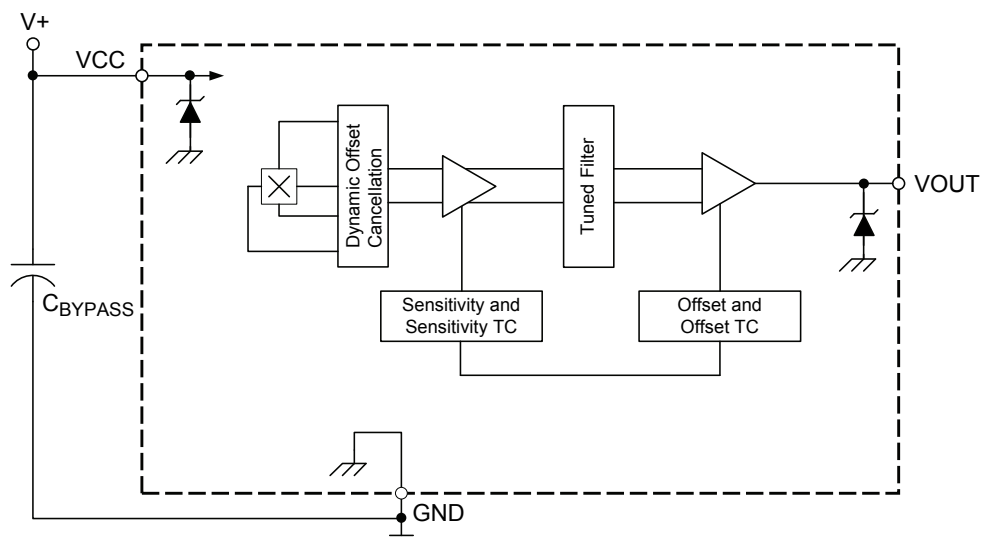 V+
VCC
Dynamic Offset
Cancellation
Tuned Filter
VOUT
CBYPASS
Sensitivity and
Sensitivity TC
Offset and
Offset TC
GND